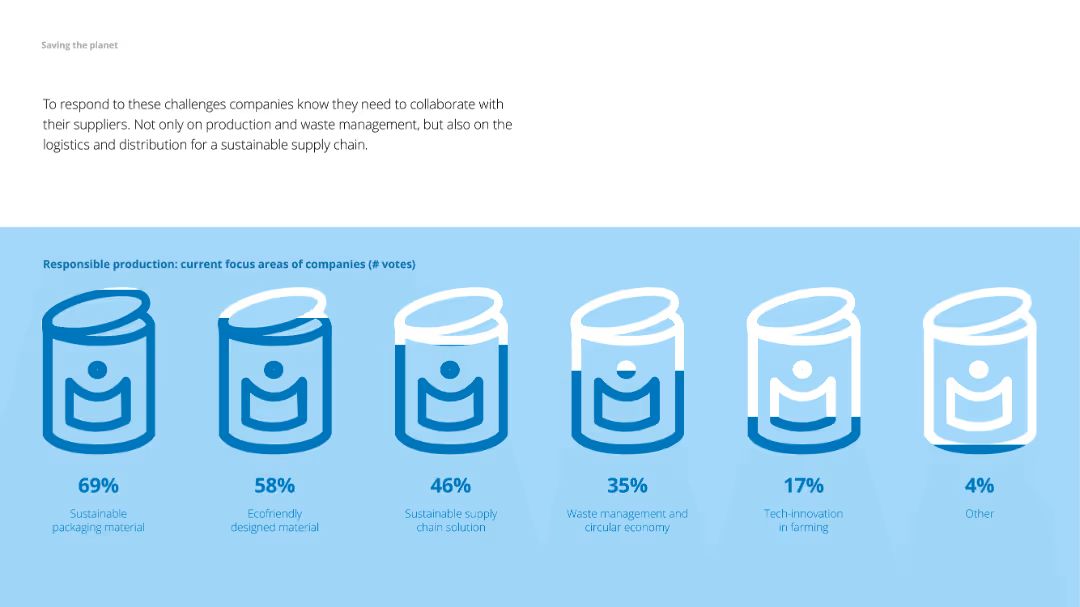 Saving the planet
To respond to these challenges companies know they need to collaborate with
their suppliers. Not only on production and waste management, but also on the
logistics and distribution for a sustainable supply chain.
Responsible production: current focus areas of companies (# votes)
69%
Sustainable
packaging material
58%
Ecofriendly
designed material
46%
Sustainable supply
chain solution
35%
Waste management and
circular economy
17%
Tech-innovation
in farming
4%
Other